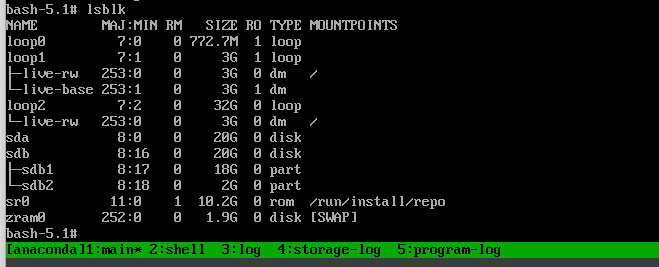 bash-5.1# lsblk
NAME          MAJ:MIN RM   SIZE RO TYPE MOUNTPOINTS
loop0           7:0    0 772.7M  1 loop
loop1           7:1    0     3G  1 loop
├─live-rw     253:0    0     3G  0 dm   /
└─live-base   253:1    0     3G  1 dm
loop2           7:2    0    32G  0 loop
└─live-rw     253:0    0     3G  0 dm   /
sda             8:0    0    20G  0 disk
sdb             8:16   0    20G  0 disk
├─sdb1          8:17   0    18G  0 part
└─sdb2          8:18   0     2G  0 part
sr0            11:0    1  10.2G  0 rom  /run/install/repo
zram0         252:0    0   1.9G  0 disk [SWAP]
bash-5.1#
[anaconda]1:main* 2:shell  3:log  4:storage-log  5:program-log